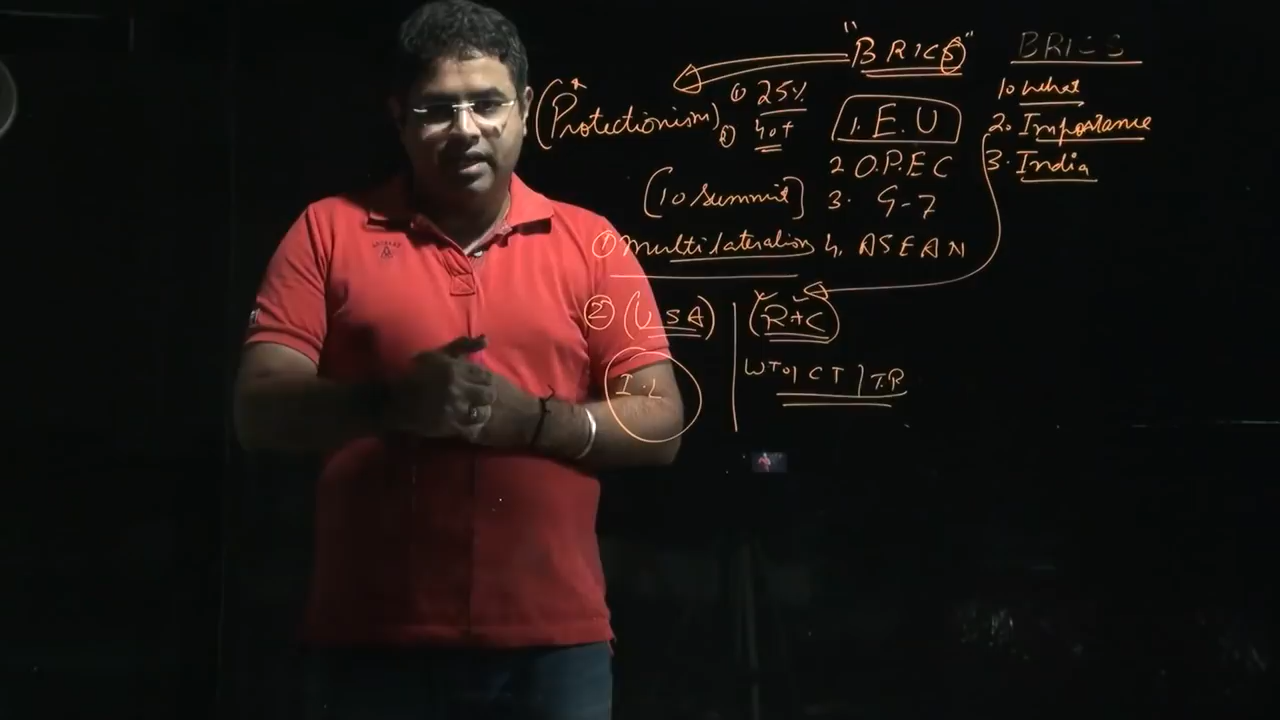 "BRICS"
(Protectionism)
① 25%
② 40+
1. E.U
2 O.P.E.C
[10 Summit]
3. G-7
① Multilateralism
4. ASEAN
② (USA)
(R+C)
I.L
WTO/CT/T.R
BRICS
1. What
2. Importance
3. India